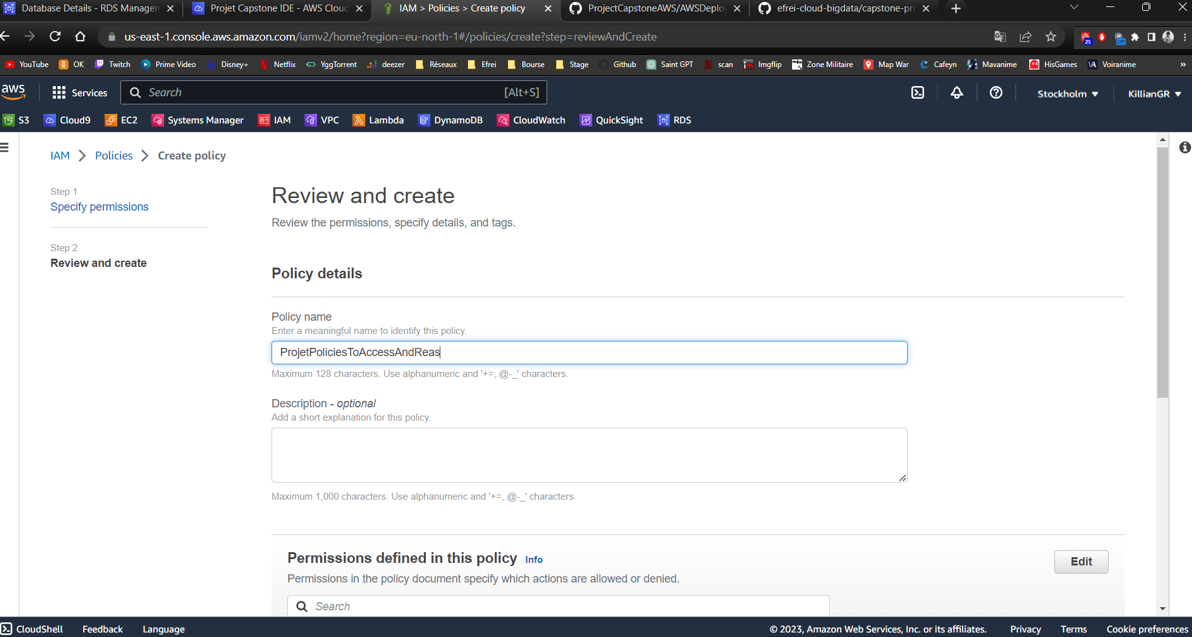 Database Details - RDS Managem
Projet Capstone IDE - AWS Cloud
IAM > Policies > Create policy
ProjectCapstoneAWS/AWSDeploy
efrei-cloud-bigdata/capstone-pr
us-east-1.console.aws.amazon.com/iamv2/home?region=eu-north-1#/policies/create?step=reviewAndCreate
YouTube OK Twitch Prime Video Disney+ Netflix YggTorrent deezer Réseaux Efrei Bourse Stage Github Saint GPT scan Imgflip Zone Militaire Map War Cafeyn Mavanime HisGames Voiranime »
aws Services Search [Alt+S] Stockholm KillianGR
S3 Cloud9 EC2 Systems Manager IAM VPC Lambda DynamoDB CloudWatch QuickSight RDS
IAM > Policies > Create policy
Step 1
Specify permissions
Step 2
Review and create
Review and create
Review the permissions, specify details, and tags.
Policy details
Policy name
Enter a meaningful name to identify this policy.
ProjetPoliciesToAccessAndReas
Maximum 128 characters. Use alphanumeric and '+=,.@-_' characters.
Description - optional
Add a short explanation for this policy.
Maximum 1,000 characters. Use alphanumeric and '+=,.@-_' characters.
Permissions defined in this policy Info
Edit
Permissions in the policy document specify which actions are allowed or denied.
Search
CloudShell Feedback Language © 2023, Amazon Web Services, Inc. or its affiliates. Privacy Terms Cookie preferences